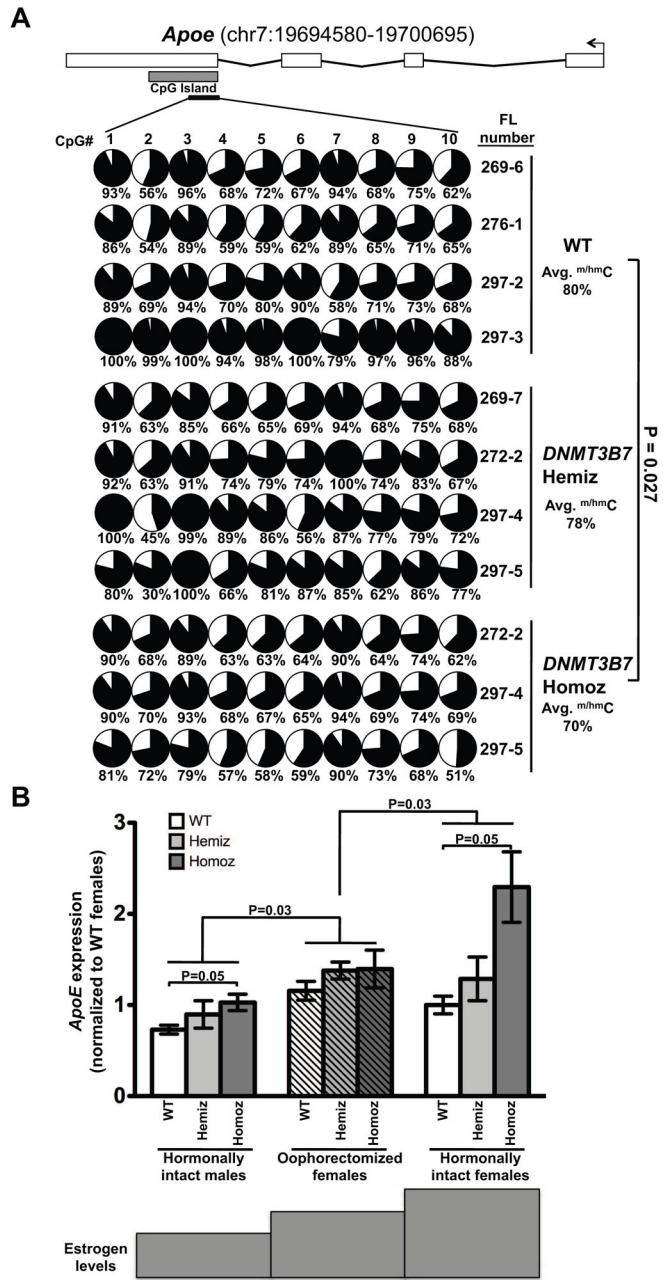 A
Apoe (chr7:19694580-19700695)
CpG Island
CpG# 1 2 3 4 5 6 7 8 9 10 FL number
269-6
93% 56% 96% 68% 72% 67% 94% 68% 75% 62%
276-1
86% 54% 89% 59% 59% 62% 89% 65% 71% 65%
297-2
89% 69% 94% 70% 80% 90% 58% 71% 73% 68%
297-3
100% 99% 100% 94% 98% 100% 79% 97% 96% 88%
WT
Avg. m/hmC
80%
269-7
91% 63% 85% 66% 65% 69% 94% 68% 75% 68%
272-2
92% 63% 91% 74% 79% 74% 100% 74% 83% 67%
297-4
100% 45% 99% 89% 86% 56% 87% 77% 79% 72%
297-5
80% 30% 100% 66% 81% 87% 85% 62% 86% 77%
DNMT3B7
Hemiz
Avg. m/hmC
78%
272-2
90% 68% 89% 63% 63% 64% 90% 64% 74% 62%
297-4
90% 70% 93% 68% 67% 65% 94% 69% 74% 69%
297-5
81% 72% 79% 57% 58% 59% 90% 73% 68% 51%
DNMT3B7
Homoz
Avg. m/hmC
70%
P = 0.027
B
ApoE expression
(normalized to WT females)
3
2
1
0
WT
Hemiz
Homoz
P=0.03
P=0.05
P=0.03
P=0.05
WT Hemiz Homoz WT Hemiz Homoz WT Hemiz Homoz
Hormonally intact males
Oophorectomized females
Hormonally intact females
Estrogen levels